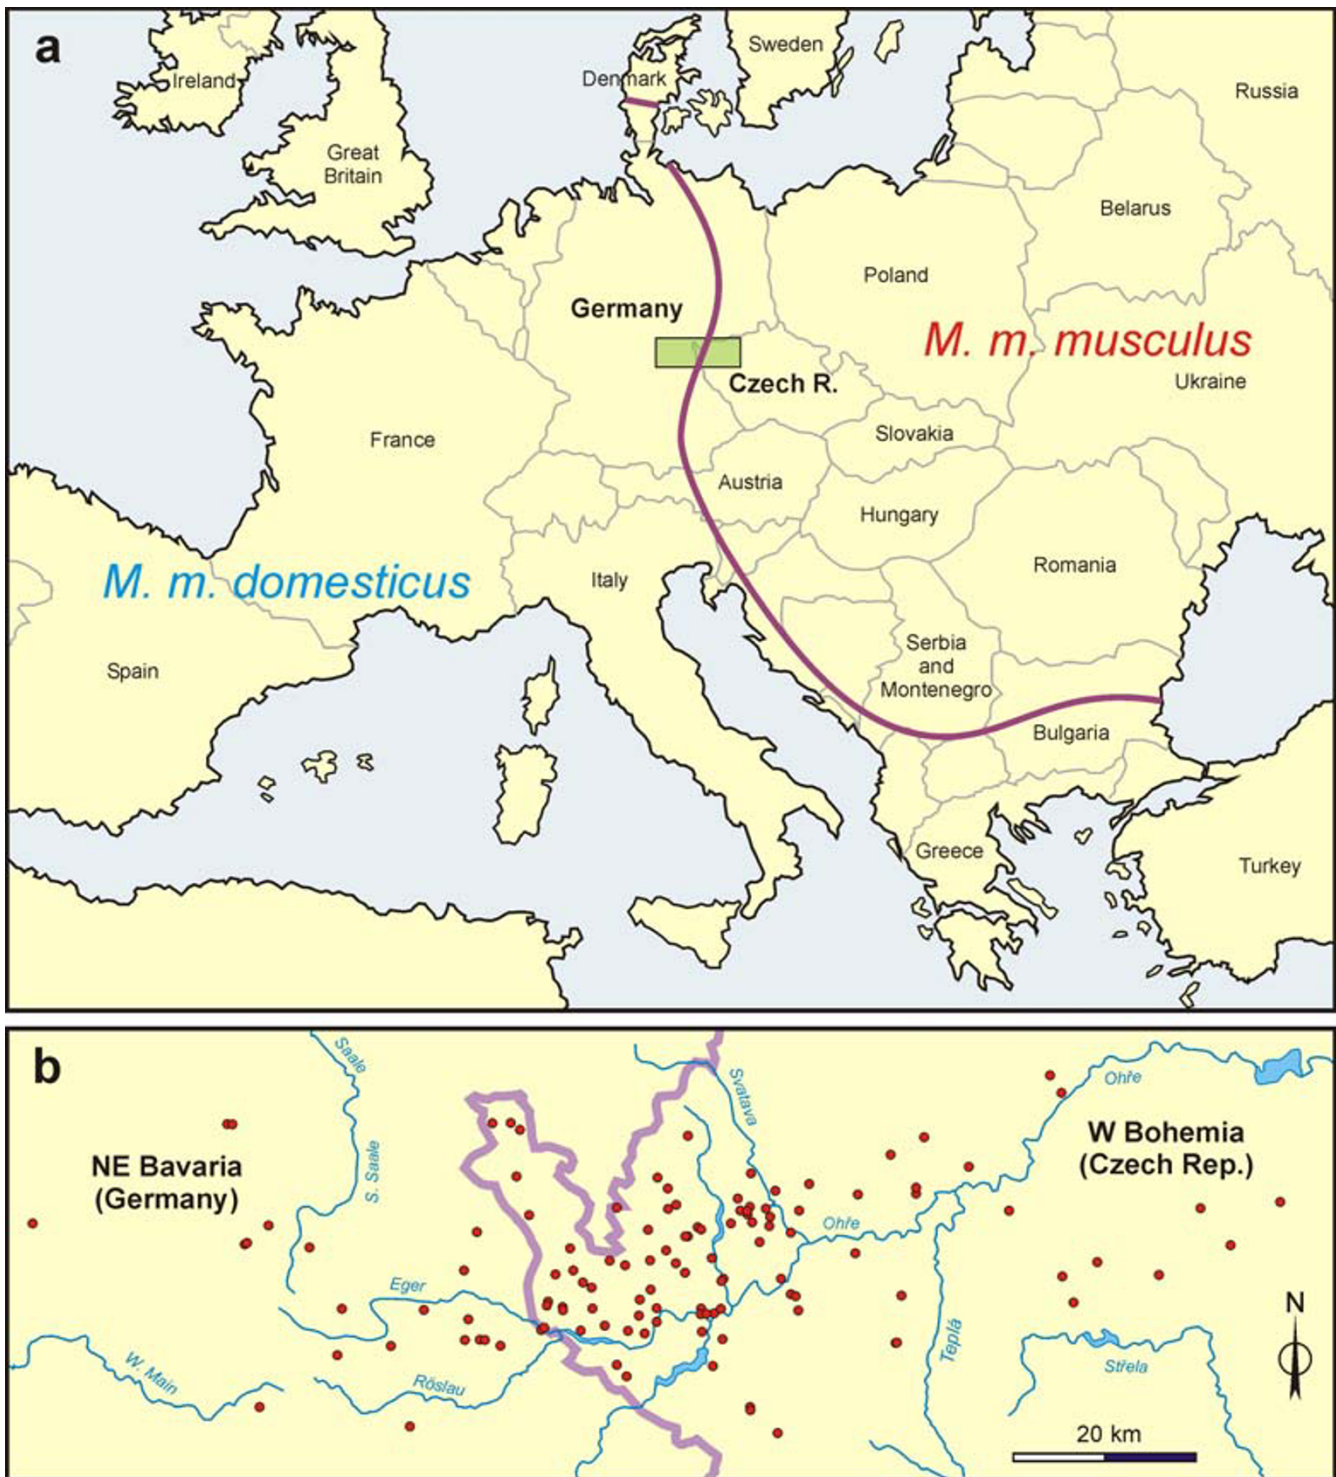 a
Sweden
Denmark
Ireland
Russia
Great
Britain
Belarus
Poland
Germany
M. m. musculus
Czech R.
Ukraine
France
Slovakia
Austria
Hungary
Romania
M. m. domesticus
Italy
Serbia
and
Montenegro
Spain
Bulgaria
Greece
Turkey
b
Saale
Svatava
Ohře
W Bohemia
(Czech Rep.)
NE Bavaria
(Germany)
S. Saale
Ohře
Eger
N
Teplá
W. Main
Röslau
Střela
20 km